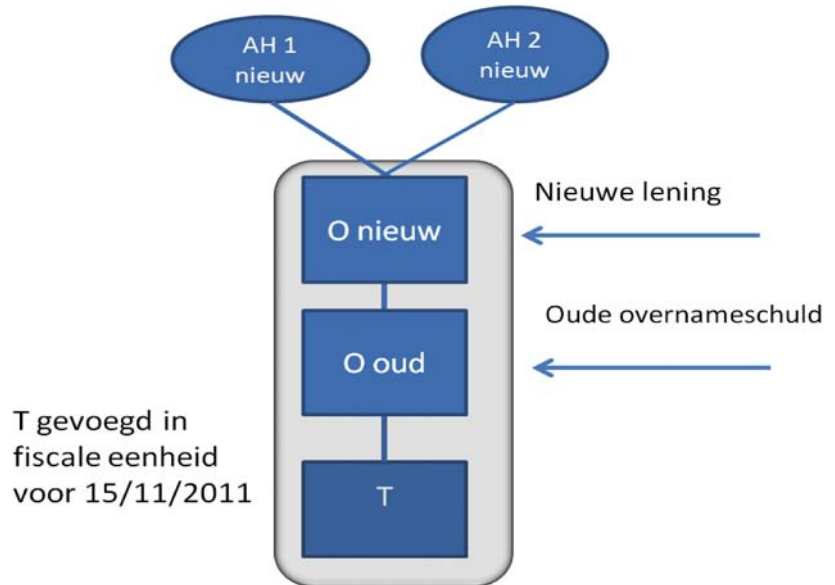 AH 1
nieuw
AH 2
nieuw
O nieuw
Nieuwe lening
Oude overnameschuld
O oud
T gevoegd in
fiscale eenheid
voor 15/11/2011
T